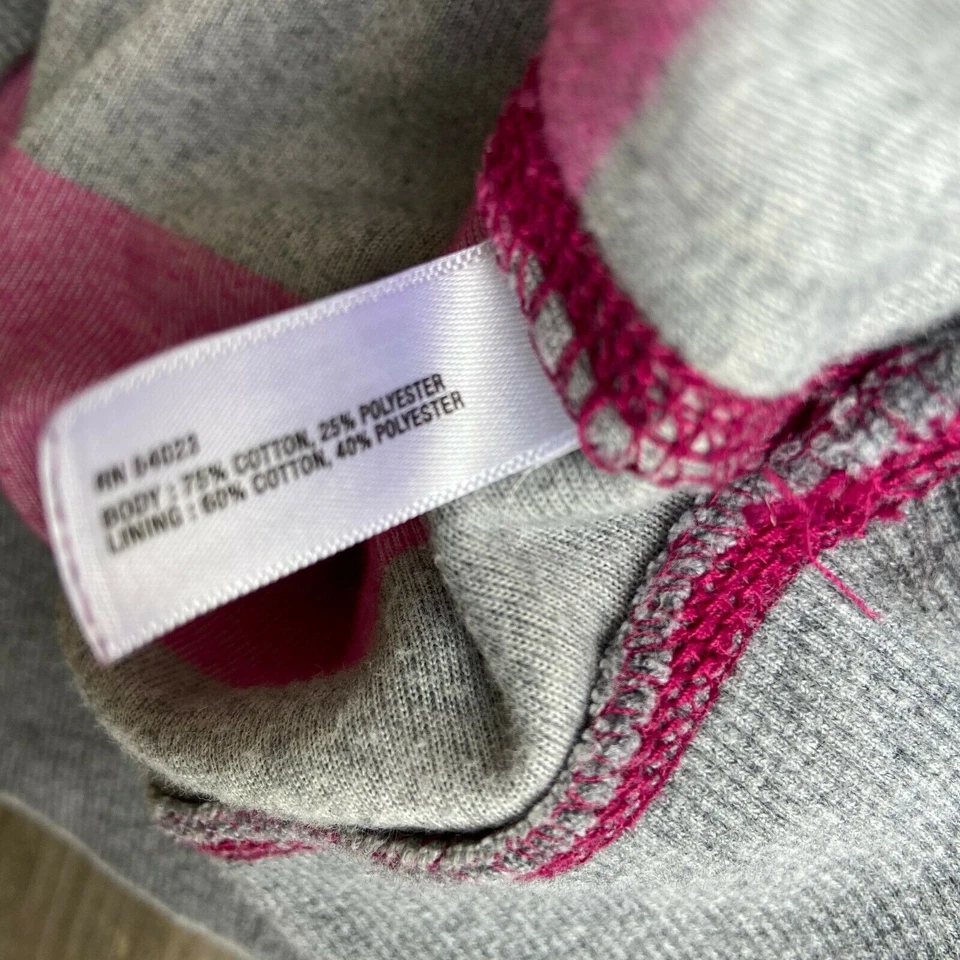 RN 54023
BODY : 75% COTTON, 25% POLYESTER
LINING : 60% COTTON, 40% POLYESTER